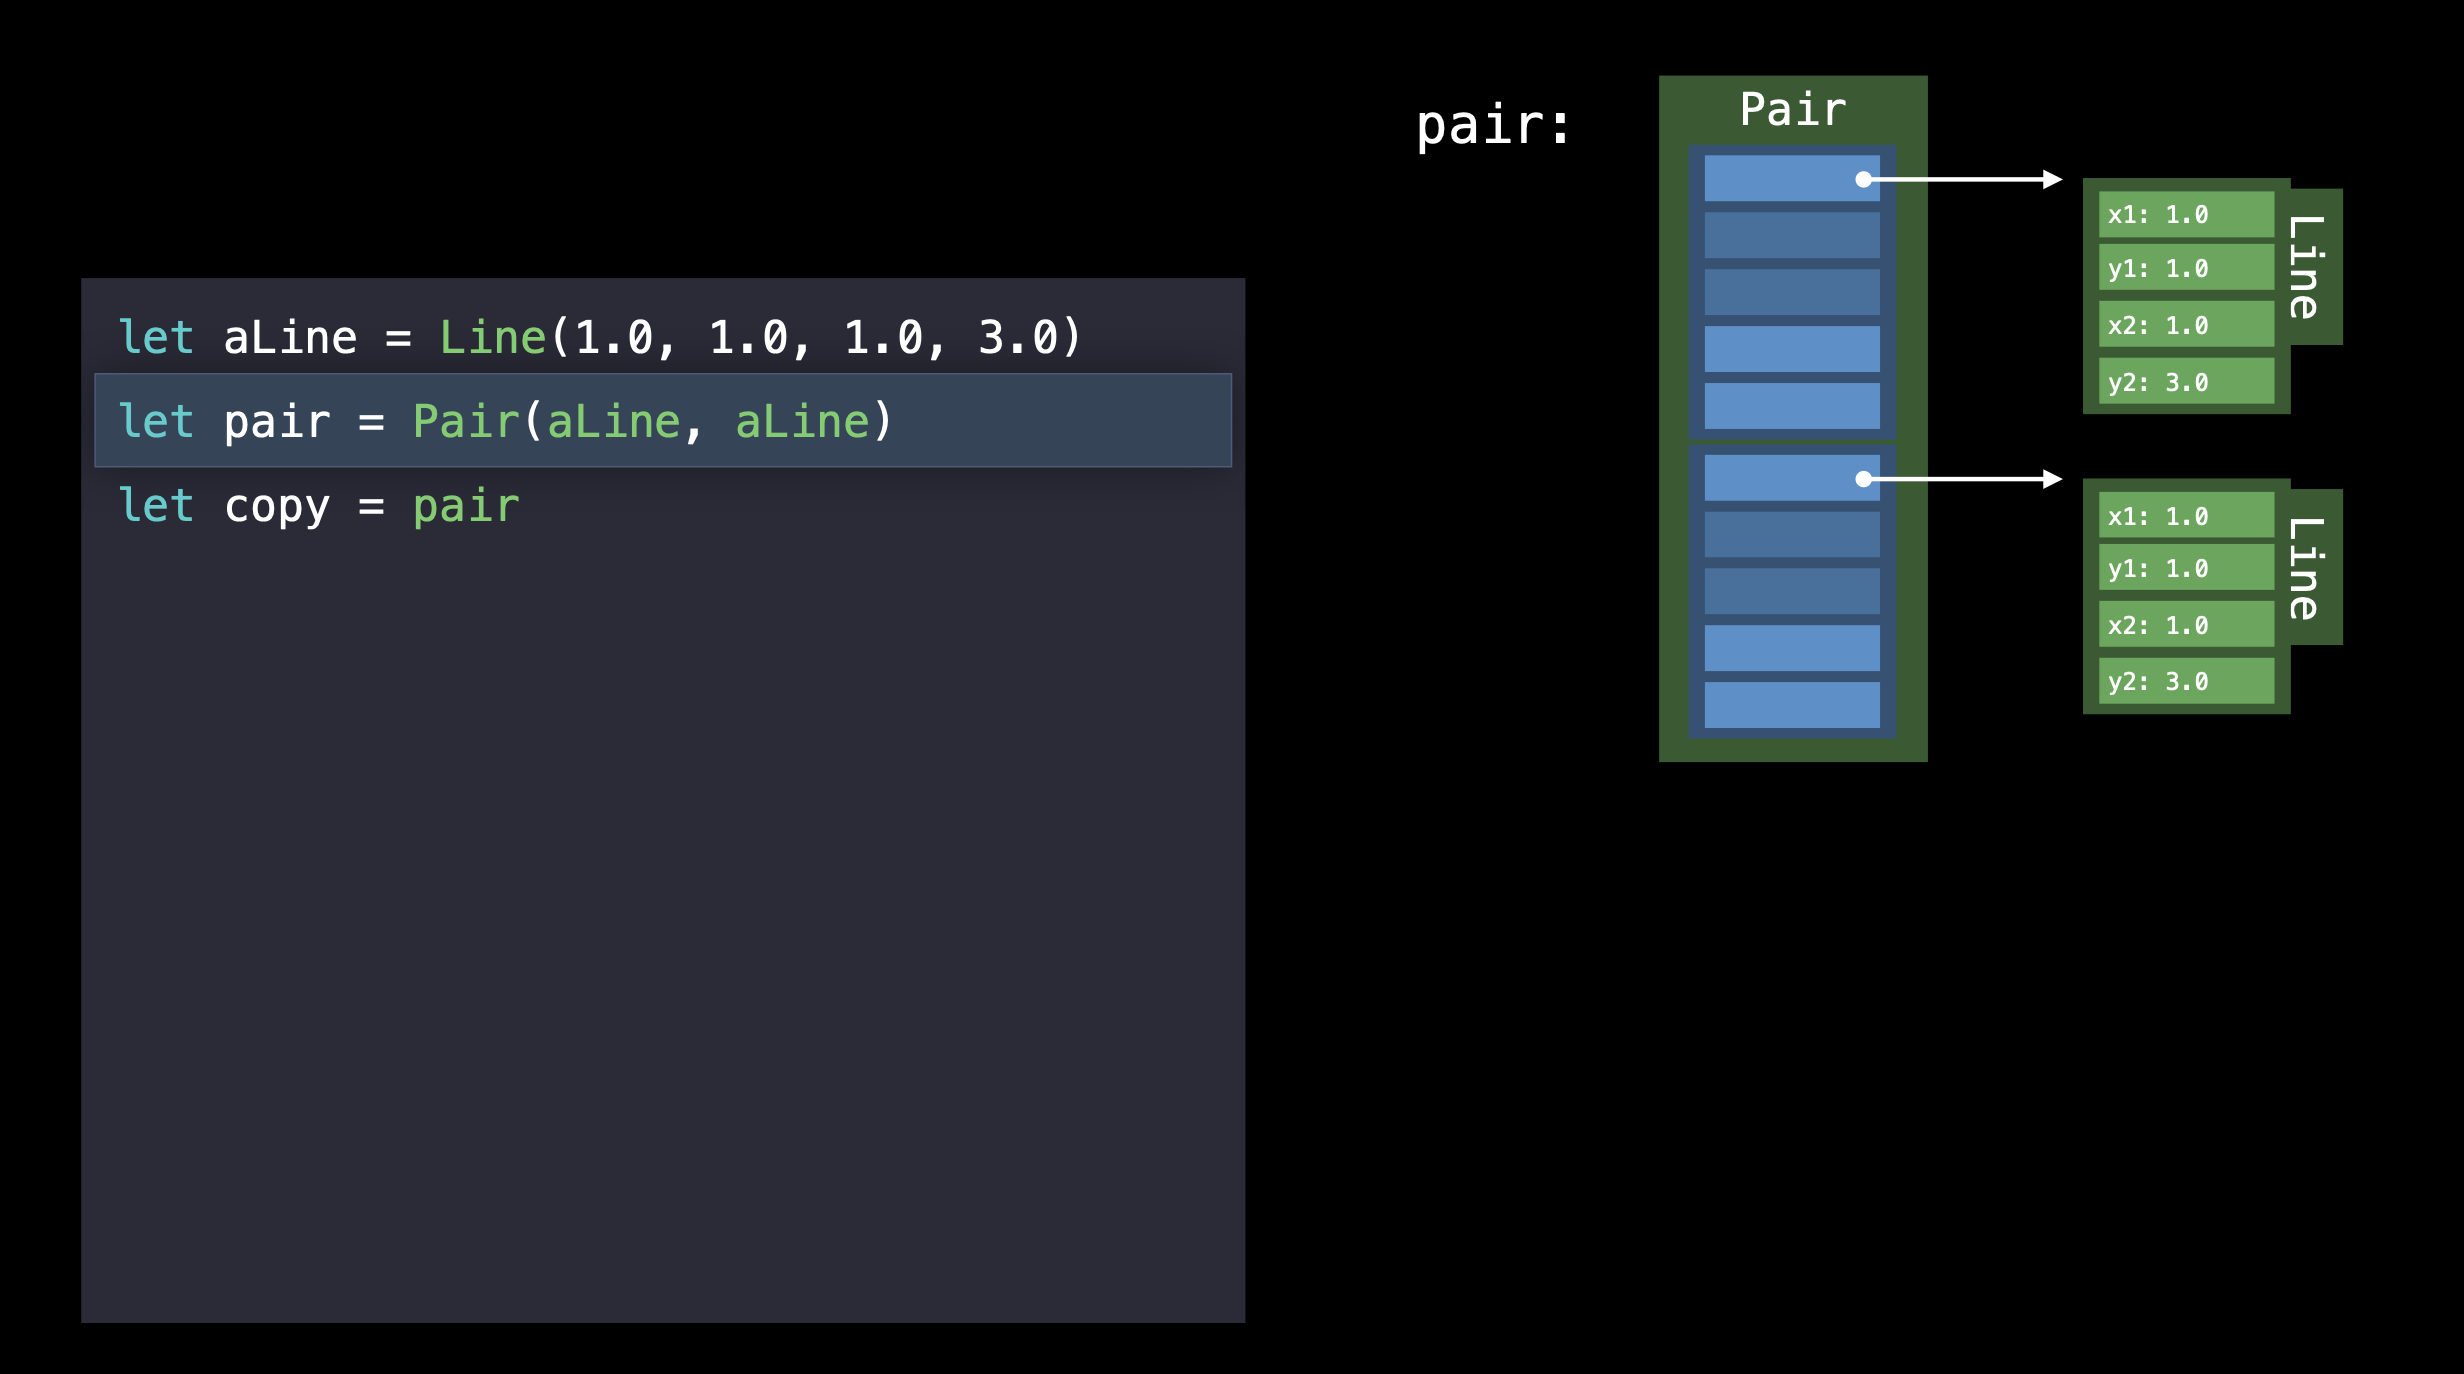 let aLine = Line(1.0, 1.0, 1.0, 3.0)
let pair = Pair(aLine, aLine)
let copy = pair
pair:
Pair
x1: 1.0
y1: 1.0
x2: 1.0
y2: 3.0
Line
x1: 1.0
y1: 1.0
x2: 1.0
y2: 3.0
Line